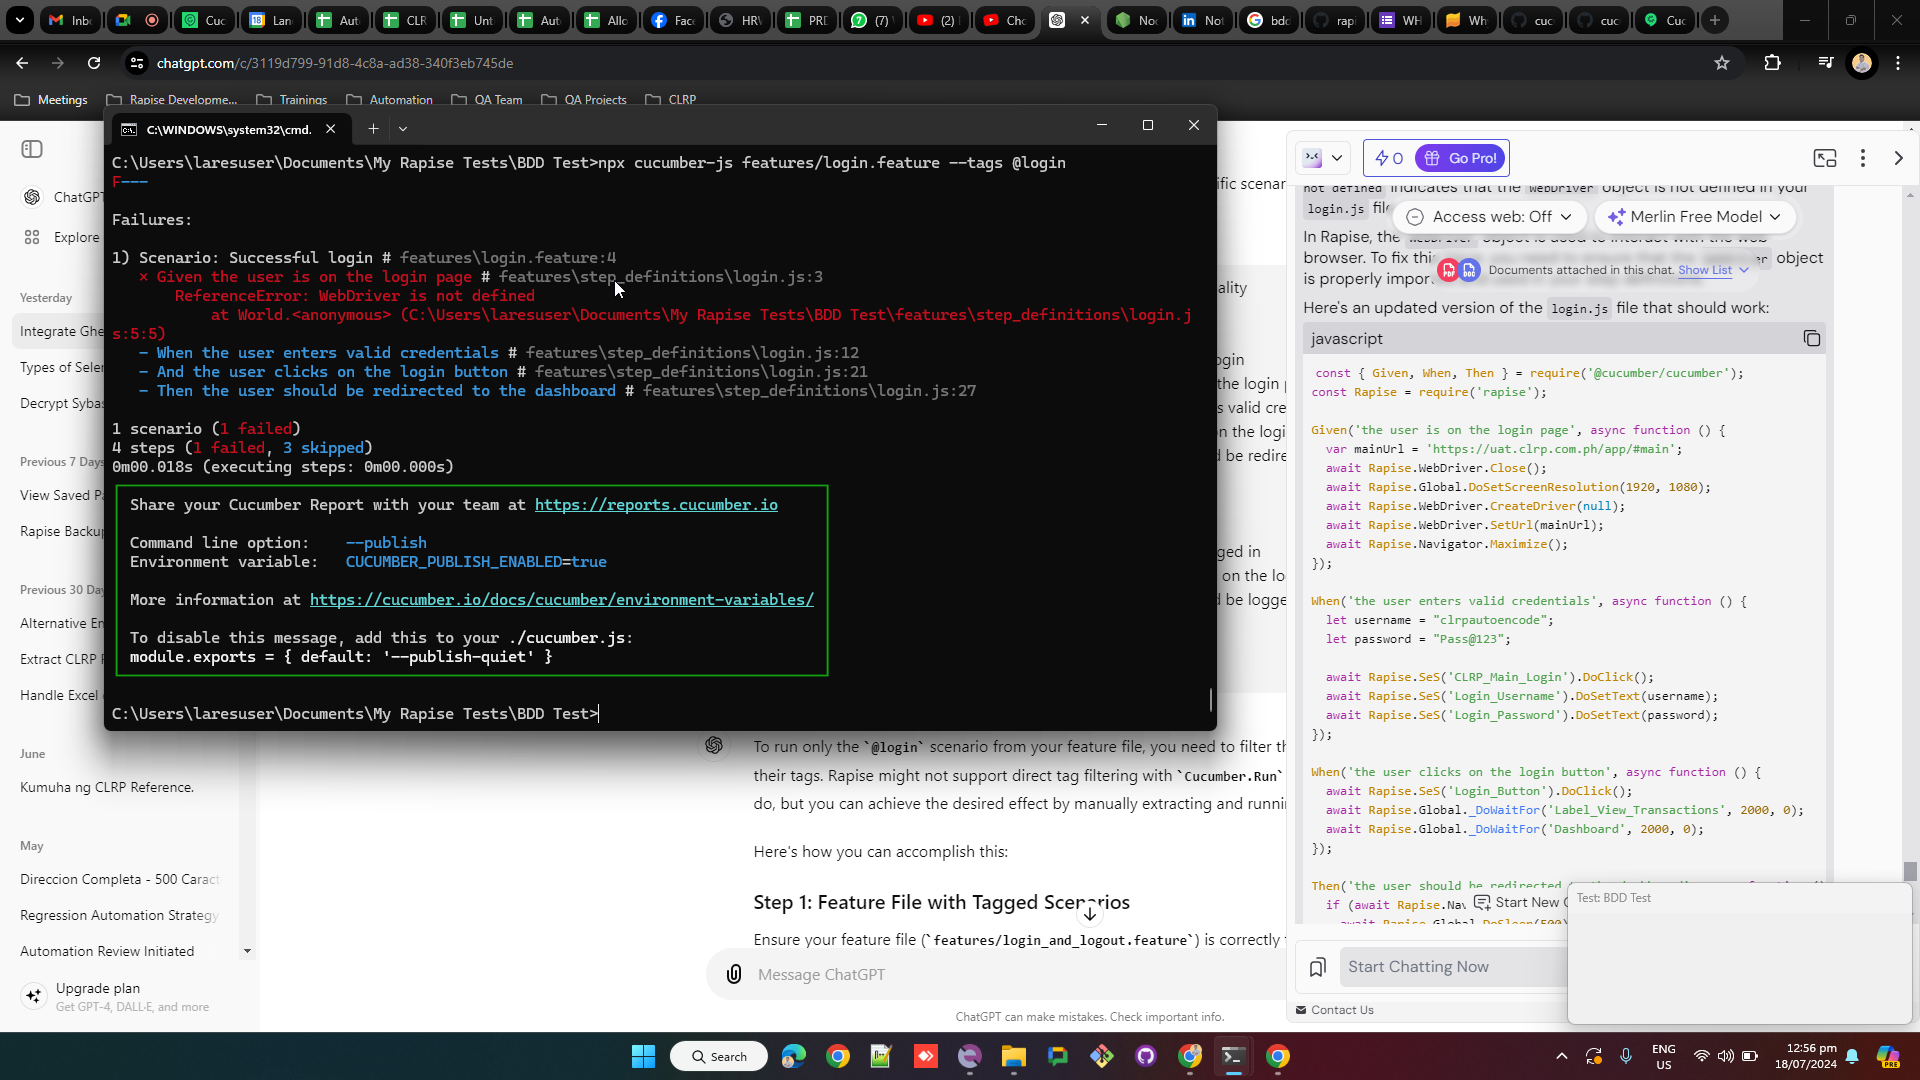 Inbo
Cuc
Lan
Aut
CLR
Unt
Aut
Allo
Face
HRV
PRD
(7)
(2)
Chc
Noc
Not
bdd
rapi
WH
Wh
cuc
cuc
Cuc
chatgpt.com/c/3119d799-91d8-4c8a-ad38-340f3eb745de
Meetings
Rapise Developme...
Trainings
Automation
QA Team
QA Projects
CLRP
C:\WINDOWS\system32\cmd.
C:\Users\laresuser\Documents\My Rapise Tests\BDD Test>npx cucumber-js features/login.feature --tags @login
F---
Failures:
1) Scenario: Successful login # features\login.feature:4
× Given the user is on the login page # features\step_definitions\login.js:3
ReferenceError: WebDriver is not defined
at World.<anonymous> (C:\Users\laresuser\Documents\My Rapise Tests\BDD Test\features\step_definitions\login.j
s:5:5)
- When the user enters valid credentials # features\step_definitions\login.js:12
- And the user clicks on the login button # features\step_definitions\login.js:21
- Then the user should be redirected to the dashboard # features\step_definitions\login.js:27
1 scenario (1 failed)
4 steps (1 failed, 3 skipped)
0m00.018s (executing steps: 0m00.000s)
Share your Cucumber Report with your team at https://reports.cucumber.io
Command line option: --publish
Environment variable: CUCUMBER_PUBLISH_ENABLED=true
More information at https://cucumber.io/docs/cucumber/environment-variables/
To disable this message, add this to your ./cucumber.js:
module.exports = { default: '--publish-quiet' }
C:\Users\laresuser\Documents\My Rapise Tests\BDD Test>
ChatGPT
Explore
Yesterday
Integrate Ghe
Types of Seler
Decrypt Sybas
Previous 7 Days
View Saved Pa
Rapise Backup
Previous 30 Day
Alternative En
Extract CLRP
Handle Excel
June
Kumuha ng CLRP Reference.
May
Direccion Completa - 500 Caract
Regression Automation Strategy
Automation Review Initiated
Upgrade plan
Get GPT-4, DALL·E, and more
ific scenar
ality
ogin
the login
s valid cre
n the logi
d be redire
ged in
on the lo
d be logge
To run only the `@login` scenario from your feature file, you need to filter th
their tags. Rapise might not support direct tag filtering with `Cucumber.Run`
do, but you can achieve the desired effect by manually extracting and runni
Here's how you can accomplish this:
Step 1: Feature File with Tagged Scenarios
Ensure your feature file (`features/login_and_logout.feature`) is correctly
Message ChatGPT
ChatGPT can make mistakes. Check important info.
0
Go Pro!
not defined indicates that the WebDriver object is not defined in your
login.js file
Access web: Off
Merlin Free Model
In Rapise, the
browser. To fix thi
object
Documents attached in this chat. Show List
is properly impor
Here's an updated version of the login.js file that should work:
javascript
const { Given, When, Then } = require('@cucumber/cucumber');
const Rapise = require('rapise');
Given('the user is on the login page', async function () {
var mainUrl = 'https://uat.clrp.com.ph/app/#main';
await Rapise.WebDriver.Close();
await Rapise.Global.DoSetScreenResolution(1920, 1080);
await Rapise.WebDriver.CreateDriver(null);
await Rapise.WebDriver.SetUrl(mainUrl);
await Rapise.Navigator.Maximize();
});
When('the user enters valid credentials', async function () {
let username = "clrpautoencode";
let password = "Pass@123";
await Rapise.SeS('CLRP_Main_Login').DoClick();
await Rapise.SeS('Login_Username').DoSetText(username);
await Rapise.SeS('Login_Password').DoSetText(password);
});
When('the user clicks on the login button', async function () {
await Rapise.SeS('Login_Button').DoClick();
await Rapise.Global._DoWaitFor('Label_View_Transactions', 2000, 0);
await Rapise.Global._DoWaitFor('Dashboard', 2000, 0);
});
Then('the user should be redirected
if (await Rapise.Nav
Start New C
Test: BDD Test
Start Chatting Now
Contact Us
Search
ENG
US
12:56 pm
18/07/2024